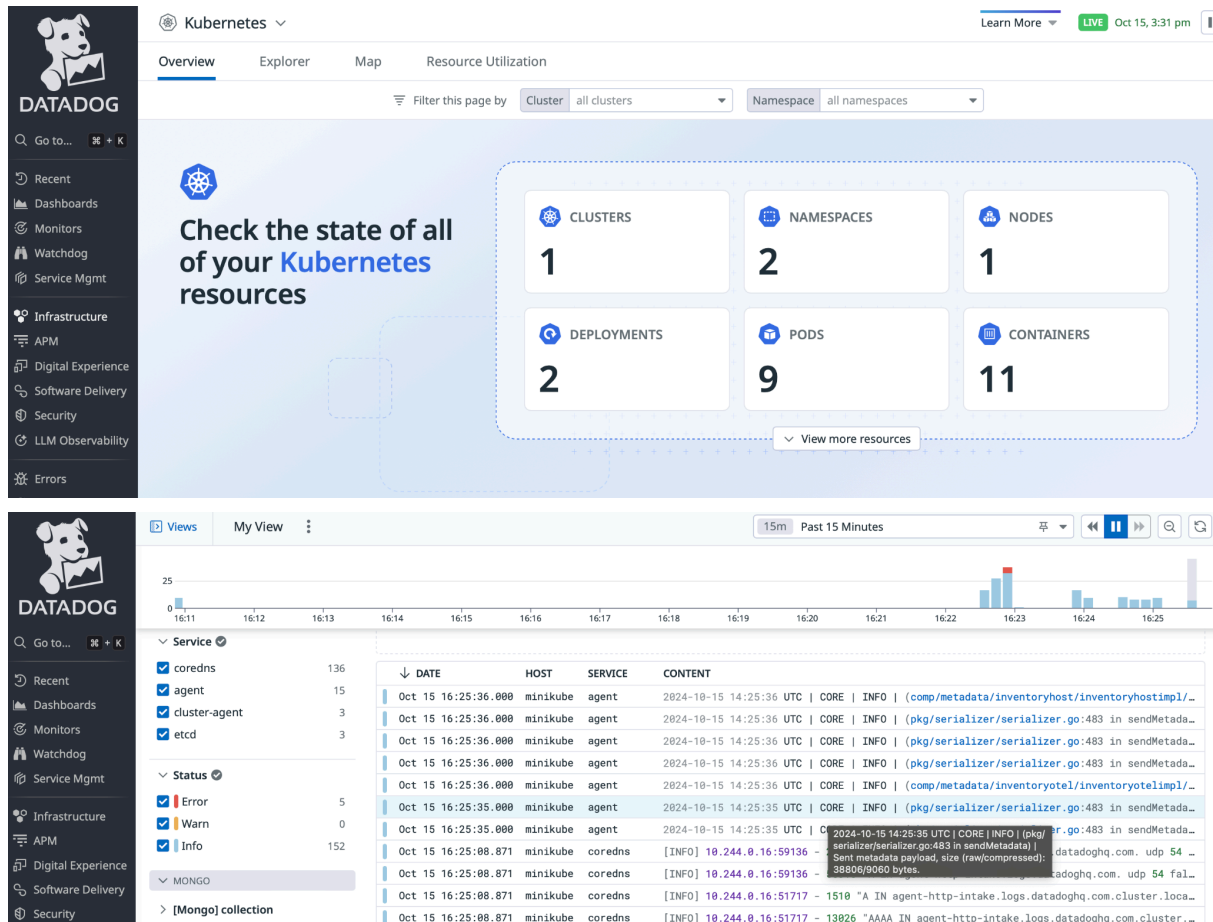 DATADOG
Go to... ⌘ + K
Recent
Dashboards
Monitors
Watchdog
Service Mgmt
Infrastructure
APM
Digital Experience
Software Delivery
Security
LLM Observability
Errors
Kubernetes
Learn More
LIVE Oct 15, 3:31 pm
Overview Explorer Map Resource Utilization
Filter this page by Cluster all clusters Namespace all namespaces
Check the state of all
of your Kubernetes
resources
CLUSTERS
1
NAMESPACES
2
NODES
1
DEPLOYMENTS
2
PODS
9
CONTAINERS
11
View more resources
DATADOG
Go to... ⌘ + K
Recent
Dashboards
Monitors
Watchdog
Service Mgmt
Infrastructure
APM
Digital Experience
Software Delivery
Security
Views My View
15m Past 15 Minutes
25
0
16:11 16:12 16:13 16:14 16:15 16:16 16:17 16:18 16:19 16:20 16:21 16:22 16:23 16:24 16:25
Service
coredns 136
agent 15
cluster-agent 3
etcd 3
Status
Error 5
Warn 0
Info 152
MONGO
[Mongo] collection
DATE HOST SERVICE CONTENT
Oct 15 16:25:36.000 minikube agent 2024-10-15 14:25:36 UTC | CORE | INFO | (comp/metadata/inventoryhost/inventoryhostimpl/…
Oct 15 16:25:36.000 minikube agent 2024-10-15 14:25:36 UTC | CORE | INFO | (pkg/serializer/serializer.go:483 in sendMetada…
Oct 15 16:25:36.000 minikube agent 2024-10-15 14:25:36 UTC | CORE | INFO | (pkg/serializer/serializer.go:483 in sendMetada…
Oct 15 16:25:36.000 minikube agent 2024-10-15 14:25:36 UTC | CORE | INFO | (pkg/serializer/serializer.go:483 in sendMetada…
Oct 15 16:25:36.000 minikube agent 2024-10-15 14:25:36 UTC | CORE | INFO | (comp/metadata/inventoryotel/inventoryotelimpl/…
Oct 15 16:25:35.000 minikube agent 2024-10-15 14:25:35 UTC | CORE | INFO | (pkg/serializer/serializer.go:483 in sendMetada…
Oct 15 16:25:35.000 minikube agent 2024-10-15 14:25:35 UTC | C er.go:483 in sendMetada…
2024-10-15 14:25:35 UTC | CORE | INFO | (pkg/
serializer/serializer.go:483 in sendMetadata) |
Sent metadata payload, size (raw/compressed):
38806/9060 bytes.
Oct 15 16:25:08.871 minikube coredns [INFO] 10.244.0.16:59136 - .datadoghq.com. udp 54 …
Oct 15 16:25:08.871 minikube coredns [INFO] 10.244.0.16:59136 - gs.datadoghq.com. udp 54 fal…
Oct 15 16:25:08.871 minikube coredns [INFO] 10.244.0.16:51717 - 1510 "A IN agent-http-intake.logs.datadoghq.com.cluster.loca…
Oct 15 16:25:08.871 minikube coredns [INFO] 10.244.0.16:51717 - 13026 "AAAA IN agent-http-intake.logs.datadoghq.com.cluster.…